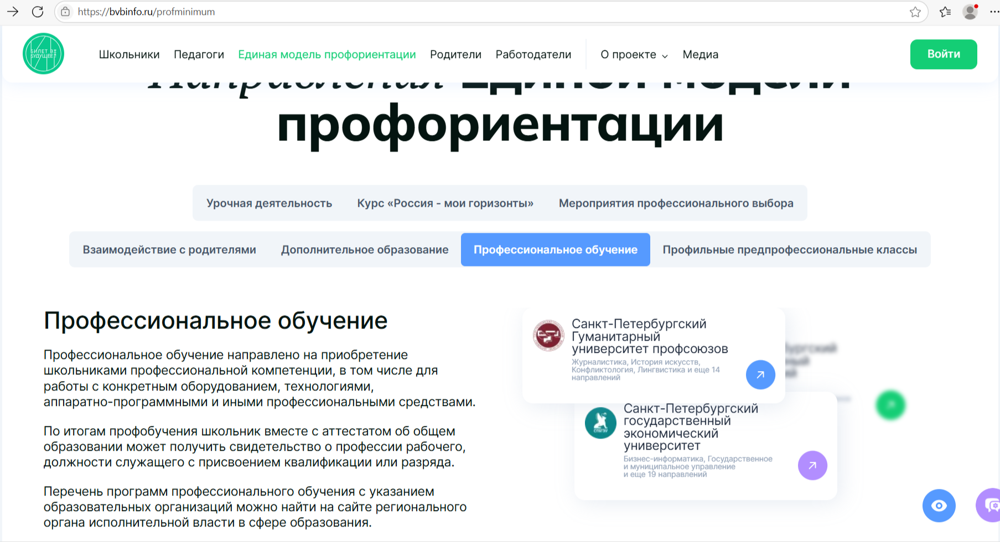 https://bvbinfo.ru/profminimum
БИЛЕТ В
БУДУЩЕЕ
Школьники
Педагоги
Единая модель профориентации
Родители
Работодатели
О проекте
Медиа
Войти
Направления Единой модели
профориентации
Урочная деятельность
Курс «Россия - мои горизонты»
Мероприятия профессионального выбора
Взаимодействие с родителями
Дополнительное образование
Профессиональное обучение
Профильные предпрофессиональные классы
Профессиональное обучение
Профессиональное обучение направлено на приобретение
школьниками профессиональной компетенции, в том числе для
работы с конкретным оборудованием, технологиями,
аппаратно-программными и иными профессиональными средствами.
По итогам профобучения школьник вместе с аттестатом об общем
образовании может получить свидетельство о профессии рабочего,
должности служащего с присвоением квалификации или разряда.
Перечень программ профессионального обучения с указанием
образовательных организаций можно найти на сайте регионального
органа исполнительной власти в сфере образования.
Санкт-Петербургский
Гуманитарный
университет профсоюзов
Журналистика, История искусств,
Конфликтология, Лингвистика и еще 14
направлений
Санкт-Петербургский
государственный
экономический
университет
Бизнес-информатика, Государственное
и муниципальное управление
и еще 19 направлений
СПбГЭУ